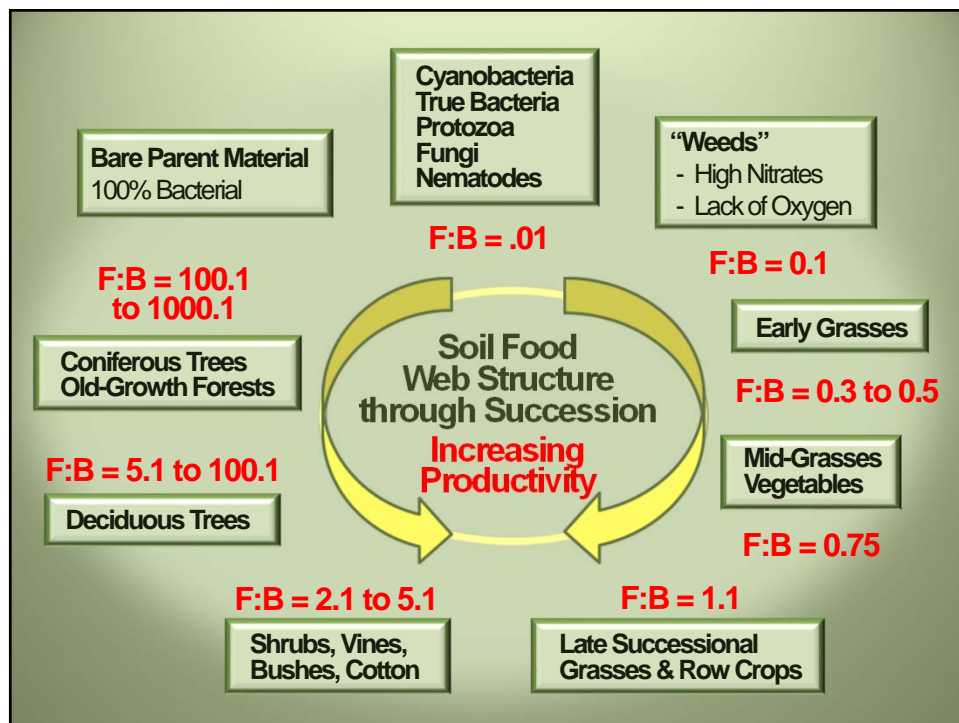 Bare Parent Material
100% Bacterial
Cyanobacteria
True Bacteria
Protozoa
Fungi
Nematodes
F:B = .01
“Weeds”
- High Nitrates
- Lack of Oxygen
F:B = 0.1
Early Grasses
F:B = 0.3 to 0.5
Mid-Grasses
Vegetables
F:B = 0.75
Late Successional
Grasses & Row Crops
F:B = 1.1
Shrubs, Vines,
Bushes, Cotton
F:B = 2.1 to 5.1
Deciduous Trees
F:B = 5.1 to 100.1
Coniferous Trees
Old-Growth Forests
F:B = 100.1
to 1000.1
Soil Food
Web Structure
through Succession
Increasing
Productivity